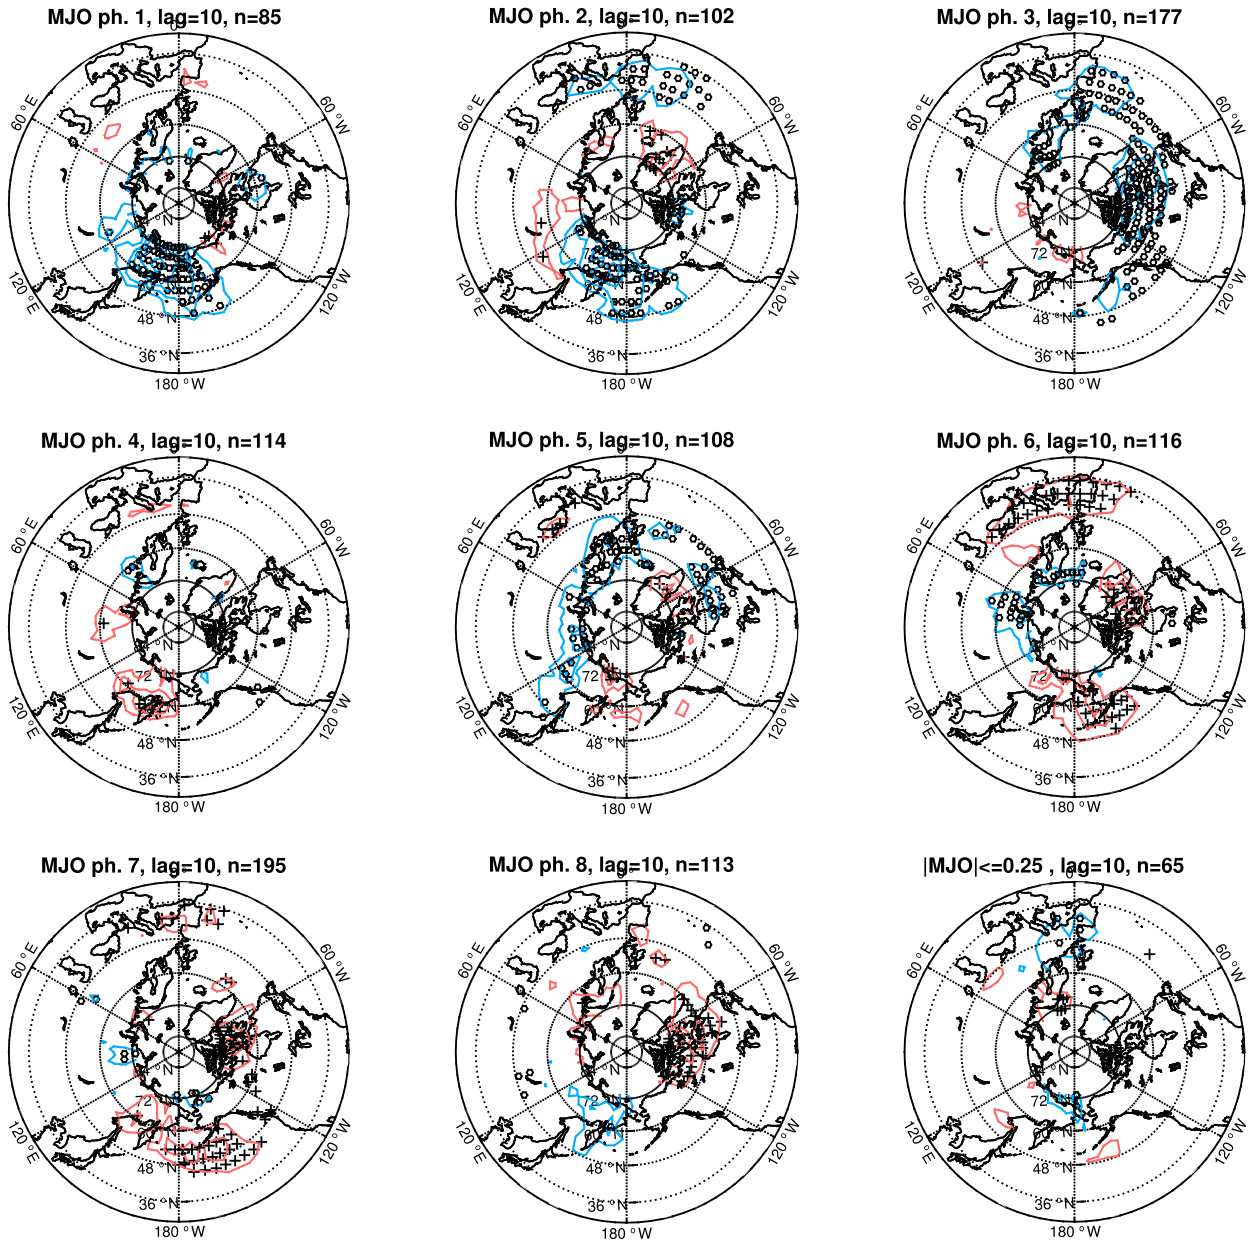 MJO ph. 1, lag=10, n=85
MJO ph. 2, lag=10, n=102
MJO ph. 3, lag=10, n=177
60 °E
60 °W
120 °E
120 °W
°N
48 °N
36 °N
180 °W
60 °E
60 °W
120 °E
120 °W
°N
48
36 °N
180 °W
60 °E
60 °W
120 °E
120 °W
72
48 °N
36 °N
180 °W
MJO ph. 4, lag=10, n=114
MJO ph. 5, lag=10, n=108
MJO ph. 6, lag=10, n=116
60 °E
60 °W
120 °E
120 °W
°N
72
48 °N
36 °N
180 °W
60 °E
60 °W
120 °E
120 °W
°N
72
48 °N
36 °N
180 °W
60 °E
60 °W
120 °E
120 °W
°N
72
48 °N
36 °N
180 °W
MJO ph. 7, lag=10, n=195
MJO ph. 8, lag=10, n=113
|MJO|<=0.25 , lag=10, n=65
60 °E
60 °W
120 °E
120 °W
°N
72
48 °N
36 °N
180 °W
60 °E
60 °W
120 °E
120 °W
°N
72
48 °N
36 °N
180 °W
60 °E
60 °W
120 °E
120 °W
°N
72
48 °N
36 °N
180 °W